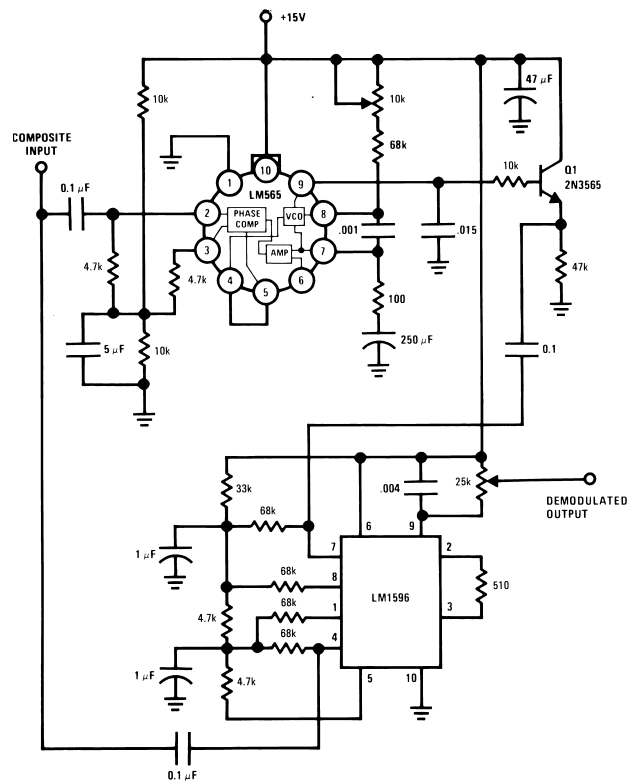 +15V
47 µF
10k
10k
COMPOSITE
INPUT
68k
10k
Q1
2N3565
0.1 µF
1
10
LM565
9
2
PHASE
COMP
VCO
8
.001
.015
3
AMP
7
4.7k
4.7k
4
5
6
100
47k
5 µF
10k
250 µF
0.1
33k
.004
25k
DEMODULATED
OUTPUT
68k
6
9
1 µF
7
2
68k
8
LM1596
510
68k
4.7k
1
3
68k
4
1 µF
4.7k
5
10
0.1 µF